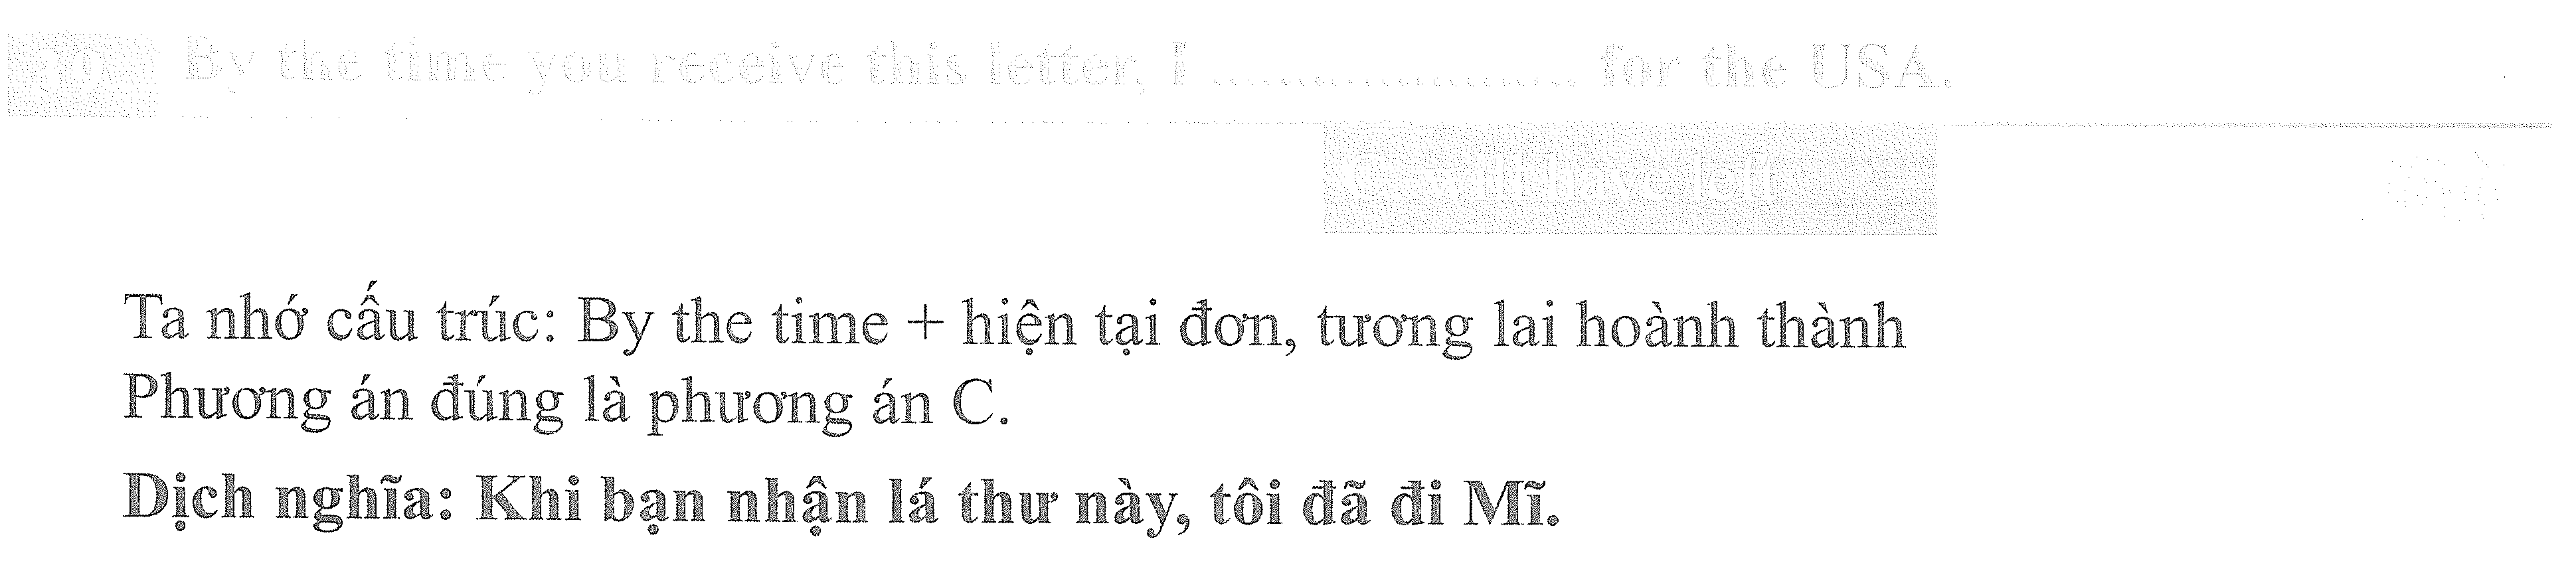 By the time you receive this letter, I ........................ for the USA.
C. will have left
Ta nhớ cấu trúc: By the time + hiện tại đơn, tương lai hoành thành
Phương án đúng là phương án C.
Dịch nghĩa: Khi bạn nhận lá thư này, tôi đã đi Mĩ.